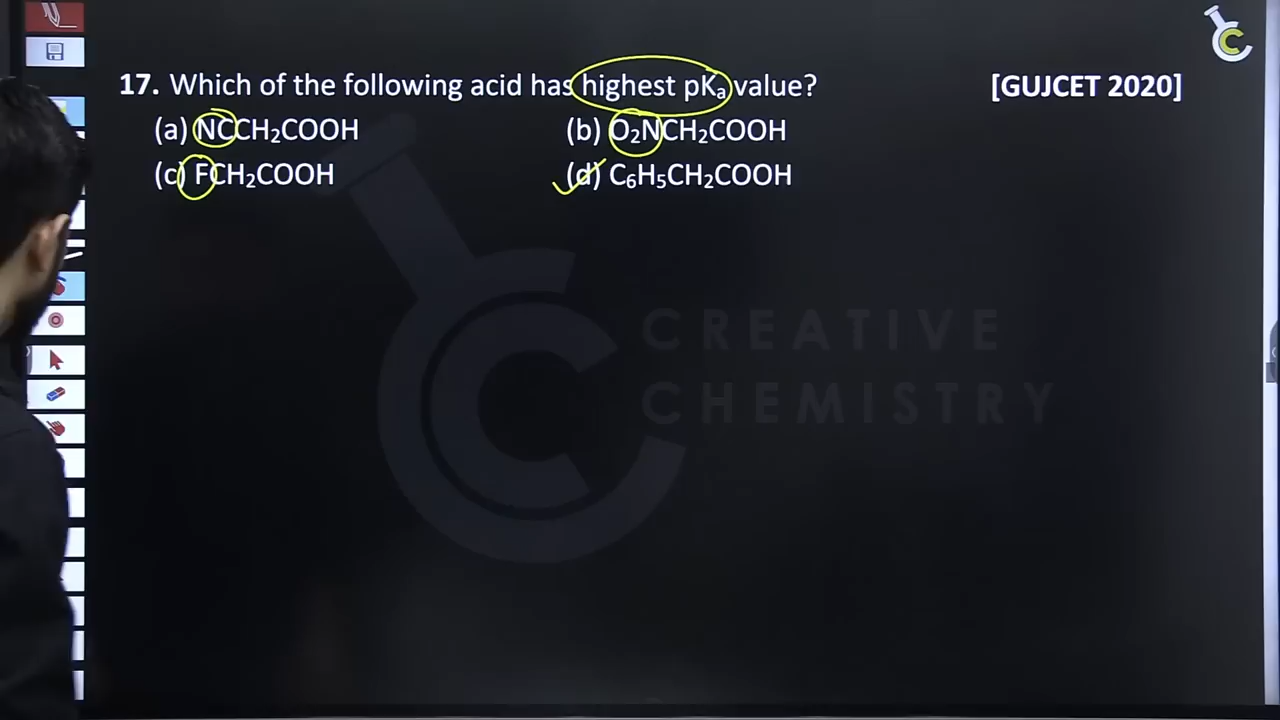 17. Which of the following acid has highest pKₐ value? [GUJCET 2020]
(a) NCCH₂COOH (b) O₂NCH₂COOH
(c) FCH₂COOH (d) C₆H₅CH₂COOH
CREATIVE
CHEMISTRY